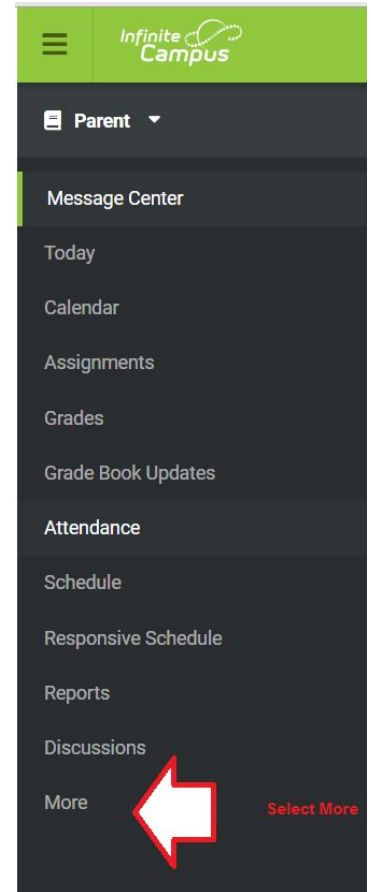 Infinite
Campus
Parent
Message Center
Today
Calendar
Assignments
Grades
Grade Book Updates
Attendance
Schedule
Responsive Schedule
Reports
Discussions
More
Select More